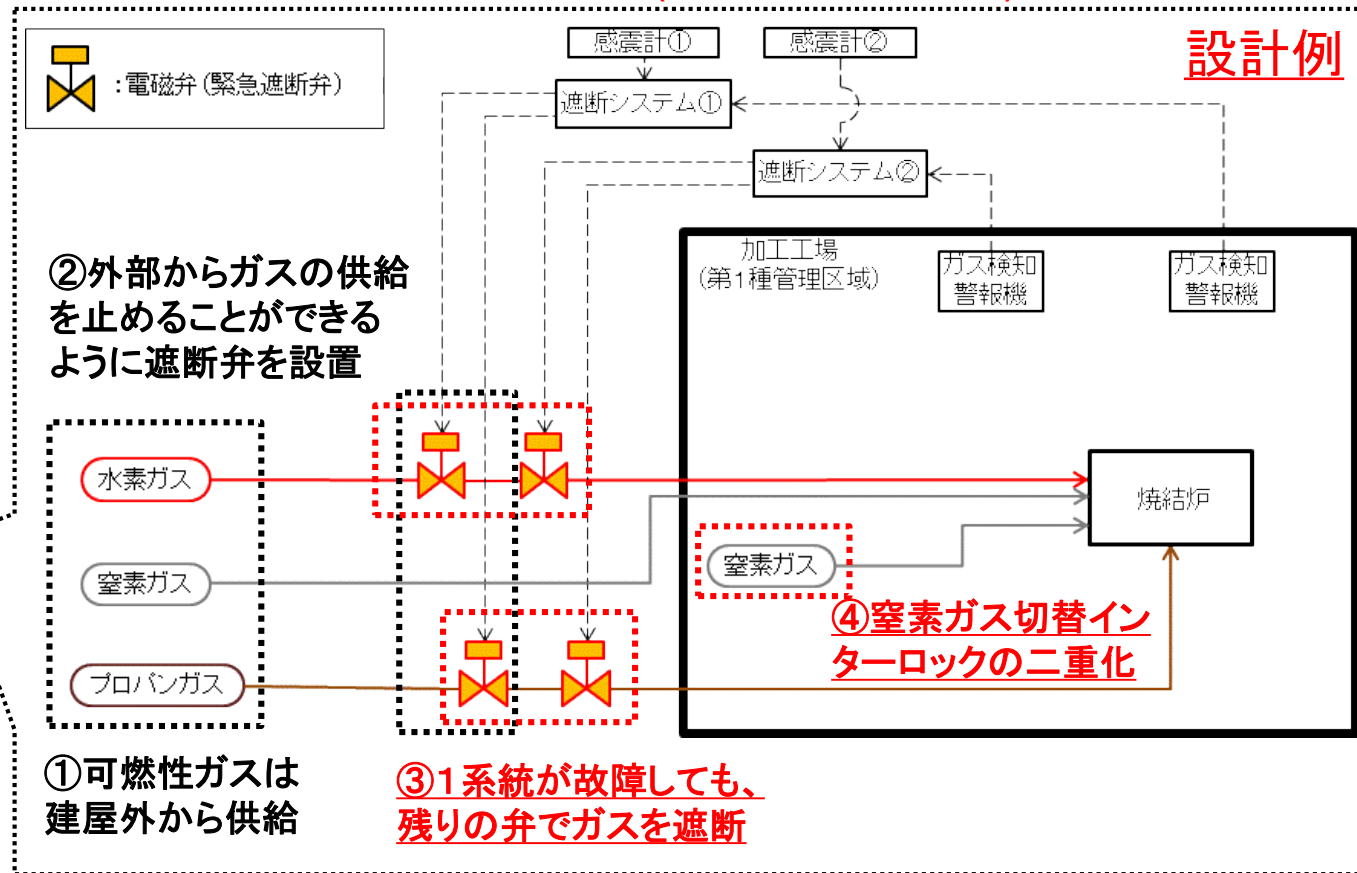 設計例
:電磁弁(緊急遮断弁)
感震計①
感震計②
遮断システム①
遮断システム②
加工工場
(第1種管理区域)
ガス検知
警報機
ガス検知
警報機
②外部からガスの供給
を止めることができる
ように遮断弁を設置
水素ガス
窒素ガス
プロパンガス
焼結炉
窒素ガス
④窒素ガス切替イン
ターロックの二重化
①可燃性ガスは
建屋外から供給
③1系統が故障しても、
残りの弁でガスを遮断